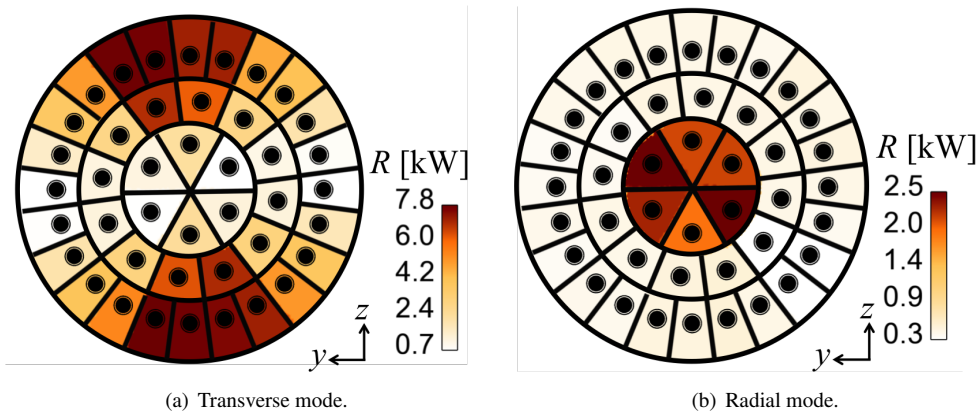 R [kW]
7.8
6.0
4.2
2.4
0.7
z
y
R [kW]
2.5
2.0
1.4
0.9
0.3
z
y
(a) Transverse mode.
(b) Radial mode.